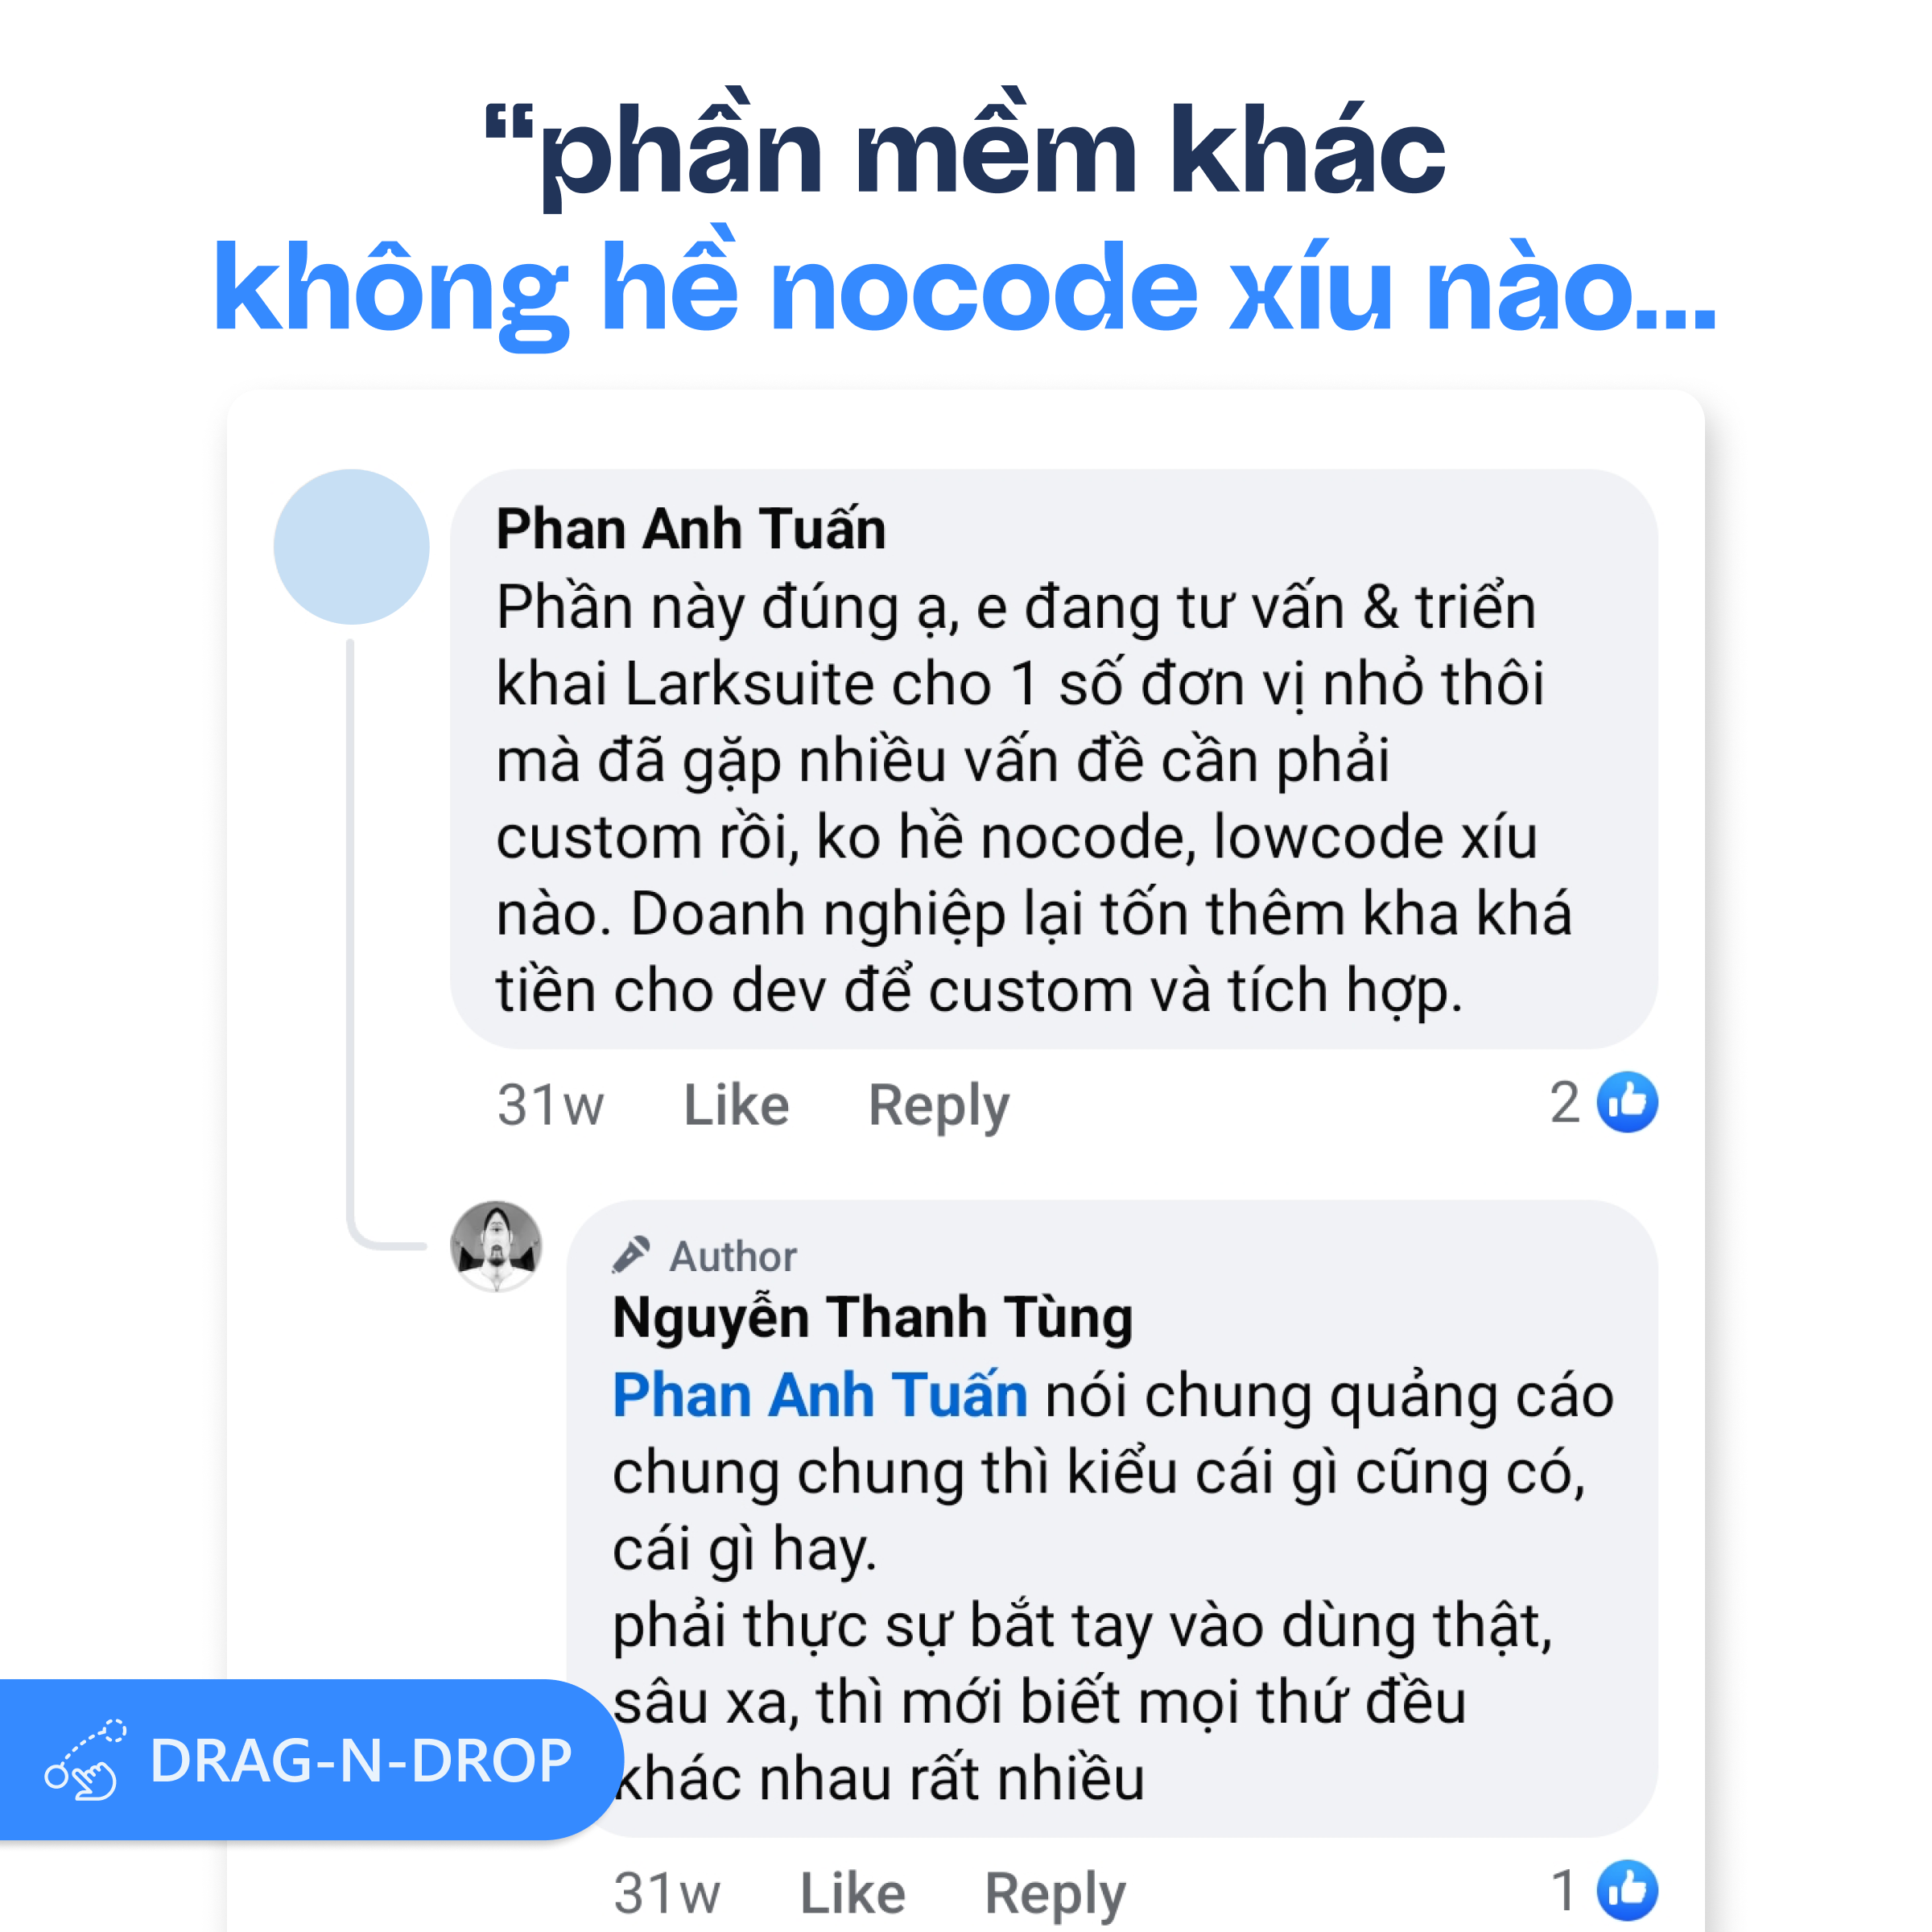 “phần mềm khác
không hề nocode xíu nào...
Phan Anh Tuấn
Phần này đúng ạ, e đang tư vấn & triển
khai Larksuite cho 1 số đơn vị nhỏ thôi
mà đã gặp nhiều vấn đề cần phải
custom rồi, ko hề nocode, lowcode xíu
nào. Doanh nghiệp lại tốn thêm kha khá
tiền cho dev để custom và tích hợp.
31w Like Reply 2
Author
Nguyễn Thanh Tùng
Phan Anh Tuấn nói chung quảng cáo
chung chung thì kiểu cái gì cũng có,
cái gì hay.
phải thực sự bắt tay vào dùng thật,
sâu xa, thì mới biết mọi thứ đều
khác nhau rất nhiều
DRAG-N-DROP
31w Like Reply 1